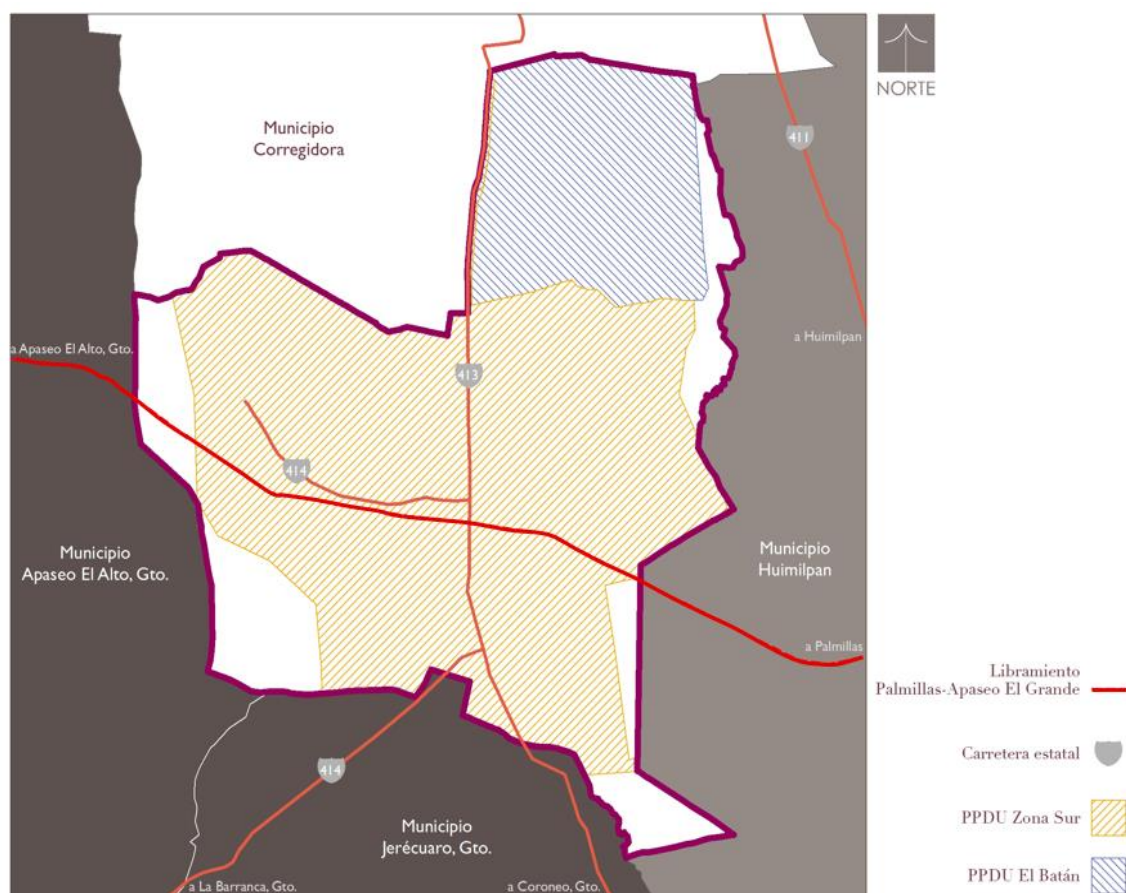 NORTE
Municipio
Corregidora
411
a Huimilpan
a Apaseo El Alto, Gto.
413
414
Municipio
Apaseo El Alto, Gto.
Municipio
Huimilpan
a Palmillas
Libramiento
Palmillas-Apaseo El Grande
Carretera estatal
414
PPDU Zona Sur
Municipio
Jerécuaro, Gto.
PPDU El Batán
a La Barranca, Gto.
a Coroneo, Gto.